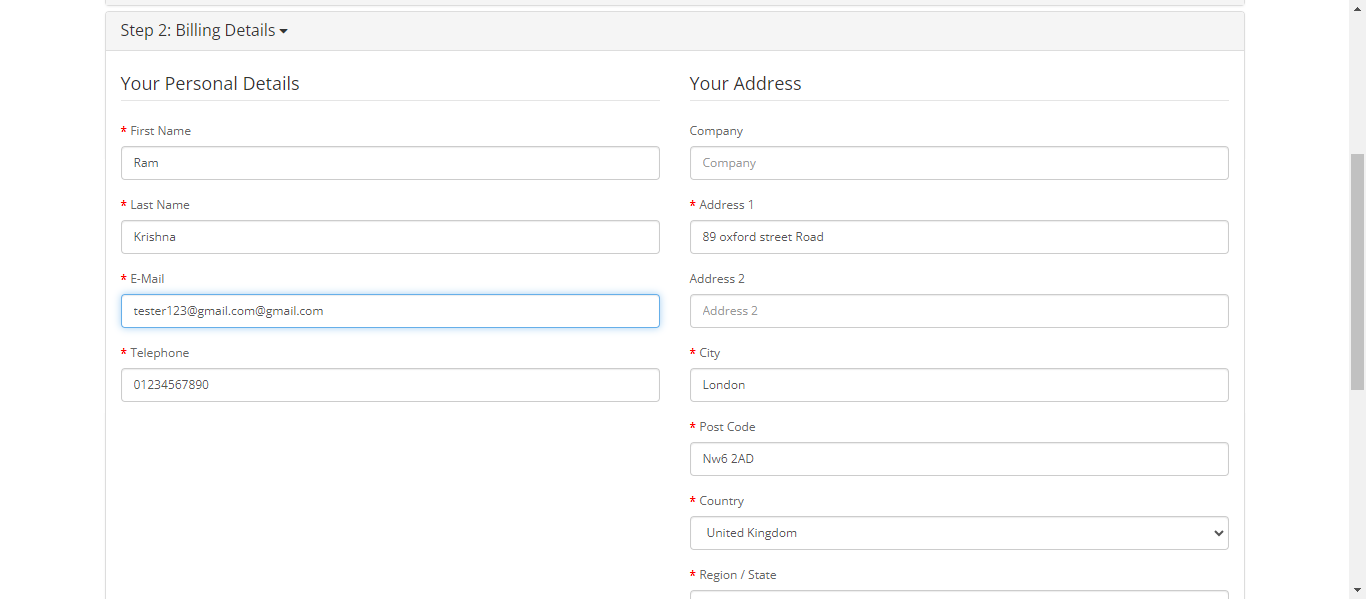 Step 2: Billing Details
Your Personal Details
* First Name
Ram
* Last Name
Krishna
* E-Mail
tester123@gmail.com@gmail.com
* Telephone
01234567890
Your Address
Company
Company
* Address 1
89 oxford street Road
Address 2
Address 2
* City
London
* Post Code
Nw6 2AD
* Country
United Kingdom
* Region / State